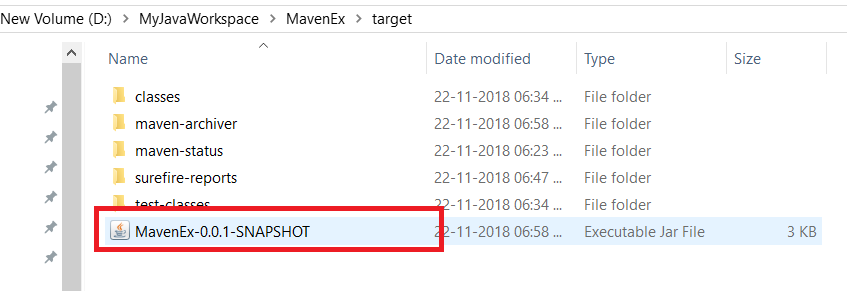 New Volume (D:) > MyJavaWorkspace > MavenEx > target
Name Date modified Type Size
classes 22-11-2018 06:34 ... File folder
maven-archiver 22-11-2018 06:58 ... File folder
maven-status 22-11-2018 06:23 ... File folder
surefire-reports 22-11-2018 06:47 ... File folder
test-classes 22-11-2018 06:34 ... File folder
MavenEx-0.0.1-SNAPSHOT 22-11-2018 06:58 ... Executable Jar File 3 KB